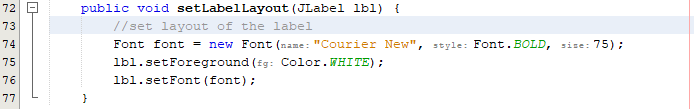 72 public void setLabelLayout(JLabel lbl) {
73 //set layout of the label
74 Font font = new Font(name: "Courier New", style: Font.BOLD, size: 75);
75 lbl.setForeground(fg: Color.WHITE);
76 lbl.setFont(font);
77 }